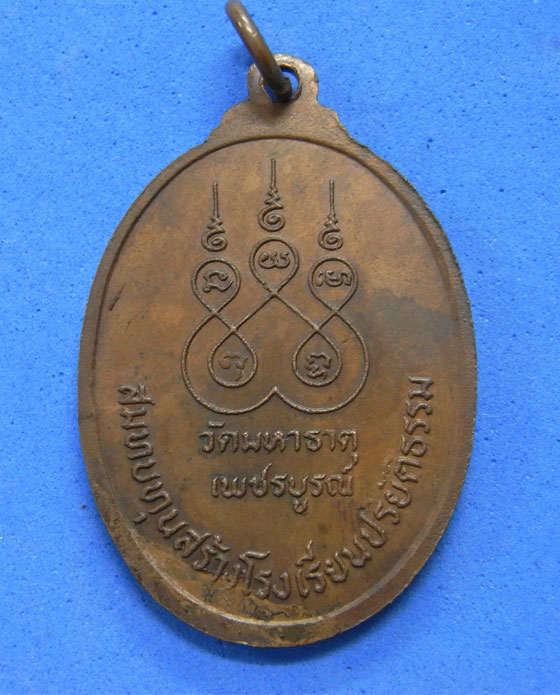 วัดมหาธาตุ
เพชรบูรณ์
สมทบทุนสร้างโรงเรียนปริยัติธรรม